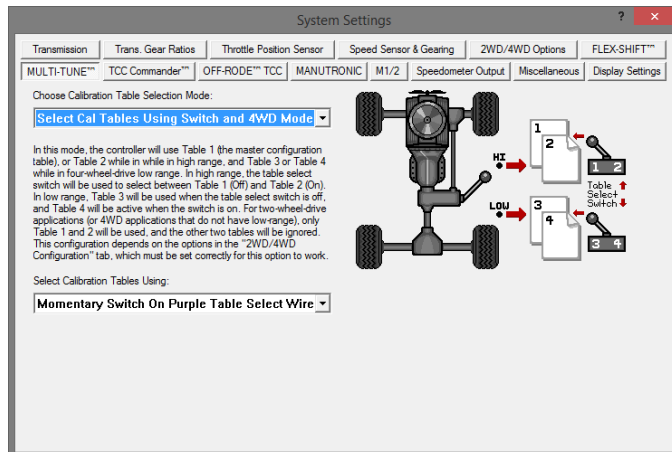 System Settings
?
×
Transmission
Trans. Gear Ratios
Throttle Position Sensor
Speed Sensor & Gearing
2WD/4WD Options
FLEX-SHIFT™
MULTI-TUNE™
TCC Commander™
OFF-RODE™ TCC
MANUTRONIC
M1/2
Speedometer Output
Miscellaneous
Display Settings
Choose Calibration Table Selection Mode:
Select Cal Tables Using Switch and 4WD Mode
In this mode, the controller will use Table 1 (the master configuration
table), or Table 2 while in while in high range, and Table 3 or Table 4
while in four-wheel-drive low range. In high range, the table select
switch will be used to select between Table 1 (Off) and Table 2 (On).
In low range, Table 3 will be used when the table select switch is off,
and Table 4 will be active when the switch is on. For two-wheel-drive
applications (or 4WD applications that do not have low-range), only
Table 1 and 2 will be used, and the other two tables will be ignored.
This configuration depends on the options in the "2WD/4WD
Configuration" tab, which must be set correctly for this option to work.
Select Calibration Tables Using:
Momentary Switch On Purple Table Select Wire
HI
1
2
1 2
Table
Select
Switch
LOW
3
4
3 4